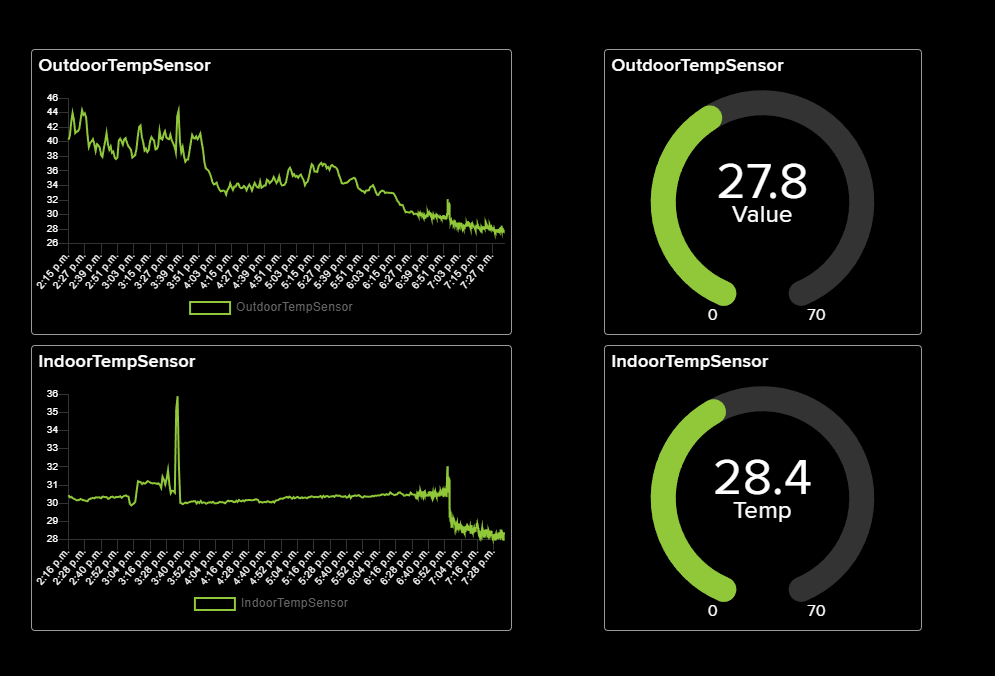 OutdoorTempSensor
46
44
42
40
38
36
34
32
30
28
26
2:15 p.m.
2:27 p.m.
2:39 p.m.
2:51 p.m.
3:03 p.m.
3:15 p.m.
3:27 p.m.
3:39 p.m.
3:51 p.m.
4:03 p.m.
4:15 p.m.
4:27 p.m.
4:39 p.m.
4:51 p.m.
5:03 p.m.
5:15 p.m.
5:27 p.m.
5:39 p.m.
5:51 p.m.
6:03 p.m.
6:15 p.m.
6:27 p.m.
6:39 p.m.
6:51 p.m.
7:03 p.m.
7:15 p.m.
7:27 p.m.
OutdoorTempSensor
OutdoorTempSensor
27.8
Value
0 70
IndoorTempSensor
36
35
34
33
32
31
30
29
28
2:16 p.m.
2:28 p.m.
2:40 p.m.
2:52 p.m.
3:04 p.m.
3:16 p.m.
3:28 p.m.
3:40 p.m.
3:52 p.m.
4:04 p.m.
4:16 p.m.
4:28 p.m.
4:40 p.m.
4:52 p.m.
5:04 p.m.
5:16 p.m.
5:28 p.m.
5:40 p.m.
5:52 p.m.
6:04 p.m.
6:16 p.m.
6:28 p.m.
6:40 p.m.
6:52 p.m.
7:04 p.m.
7:16 p.m.
7:28 p.m.
IndoorTempSensor
IndoorTempSensor
28.4
Temp
0 70